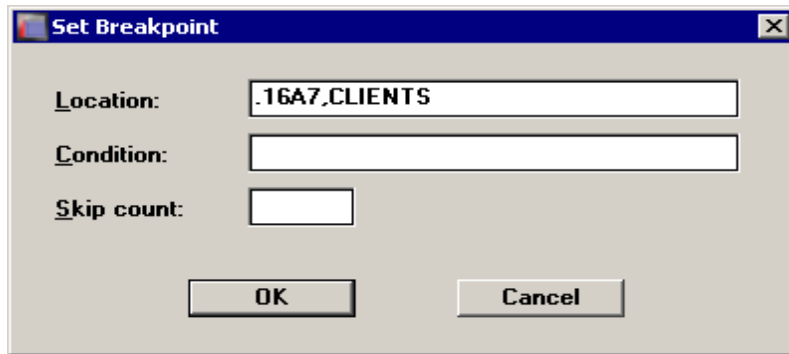 Set Breakpoint
Location: .16A7,CLIENTS
Condition:
Skip count:
OK Cancel